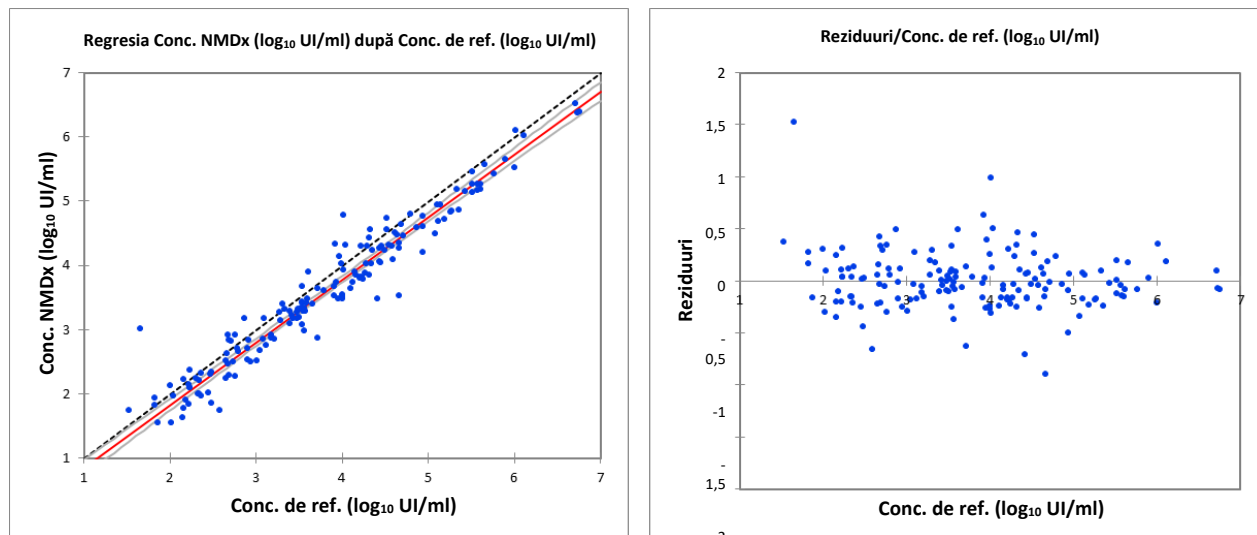 Regresia Conc. NMDx (log₁₀ UI/ml) după Conc. de ref. (log₁₀ UI/ml)
7
6
5
4
3
2
1
Conc. NMDx (log₁₀ UI/ml)
1 2 3 4 5 6 7
Conc. de ref. (log₁₀ UI/ml)
Reziduuri/Conc. de ref. (log₁₀ UI/ml)
2
1,5
1
0,5
0
-
0,5
-1
-
1,5
Reziduuri
1 2 3 4 5 6 7
Conc. de ref. (log₁₀ UI/ml)